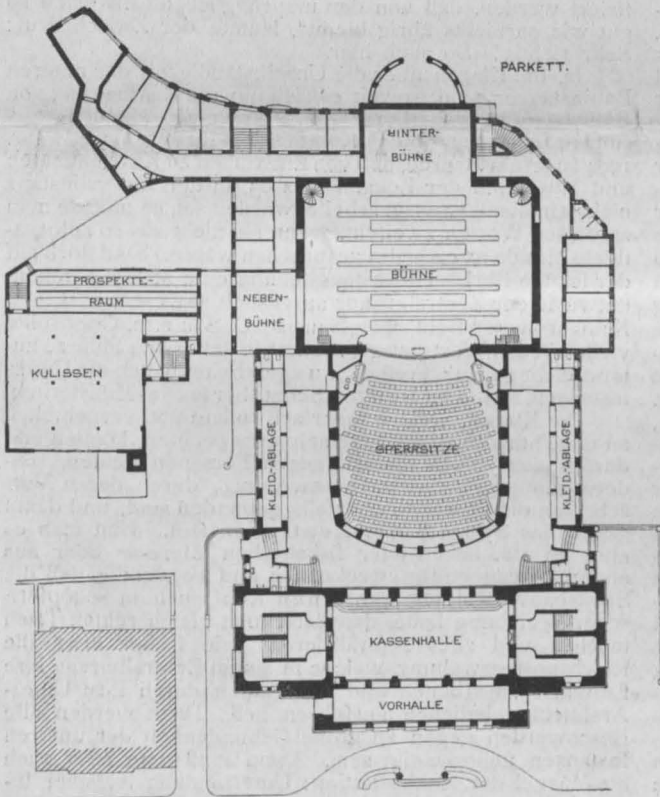 PARKETT.
HINTER-
BÜHNE
BÜHNE
PROSPEKTE-
RAUM
NEBEN-
BÜHNE
KULISSEN
KLEID.-ABLAGE
SPERRSITZE
KLEID.-ABLAGE
KASSENHALLE
VORHALLE